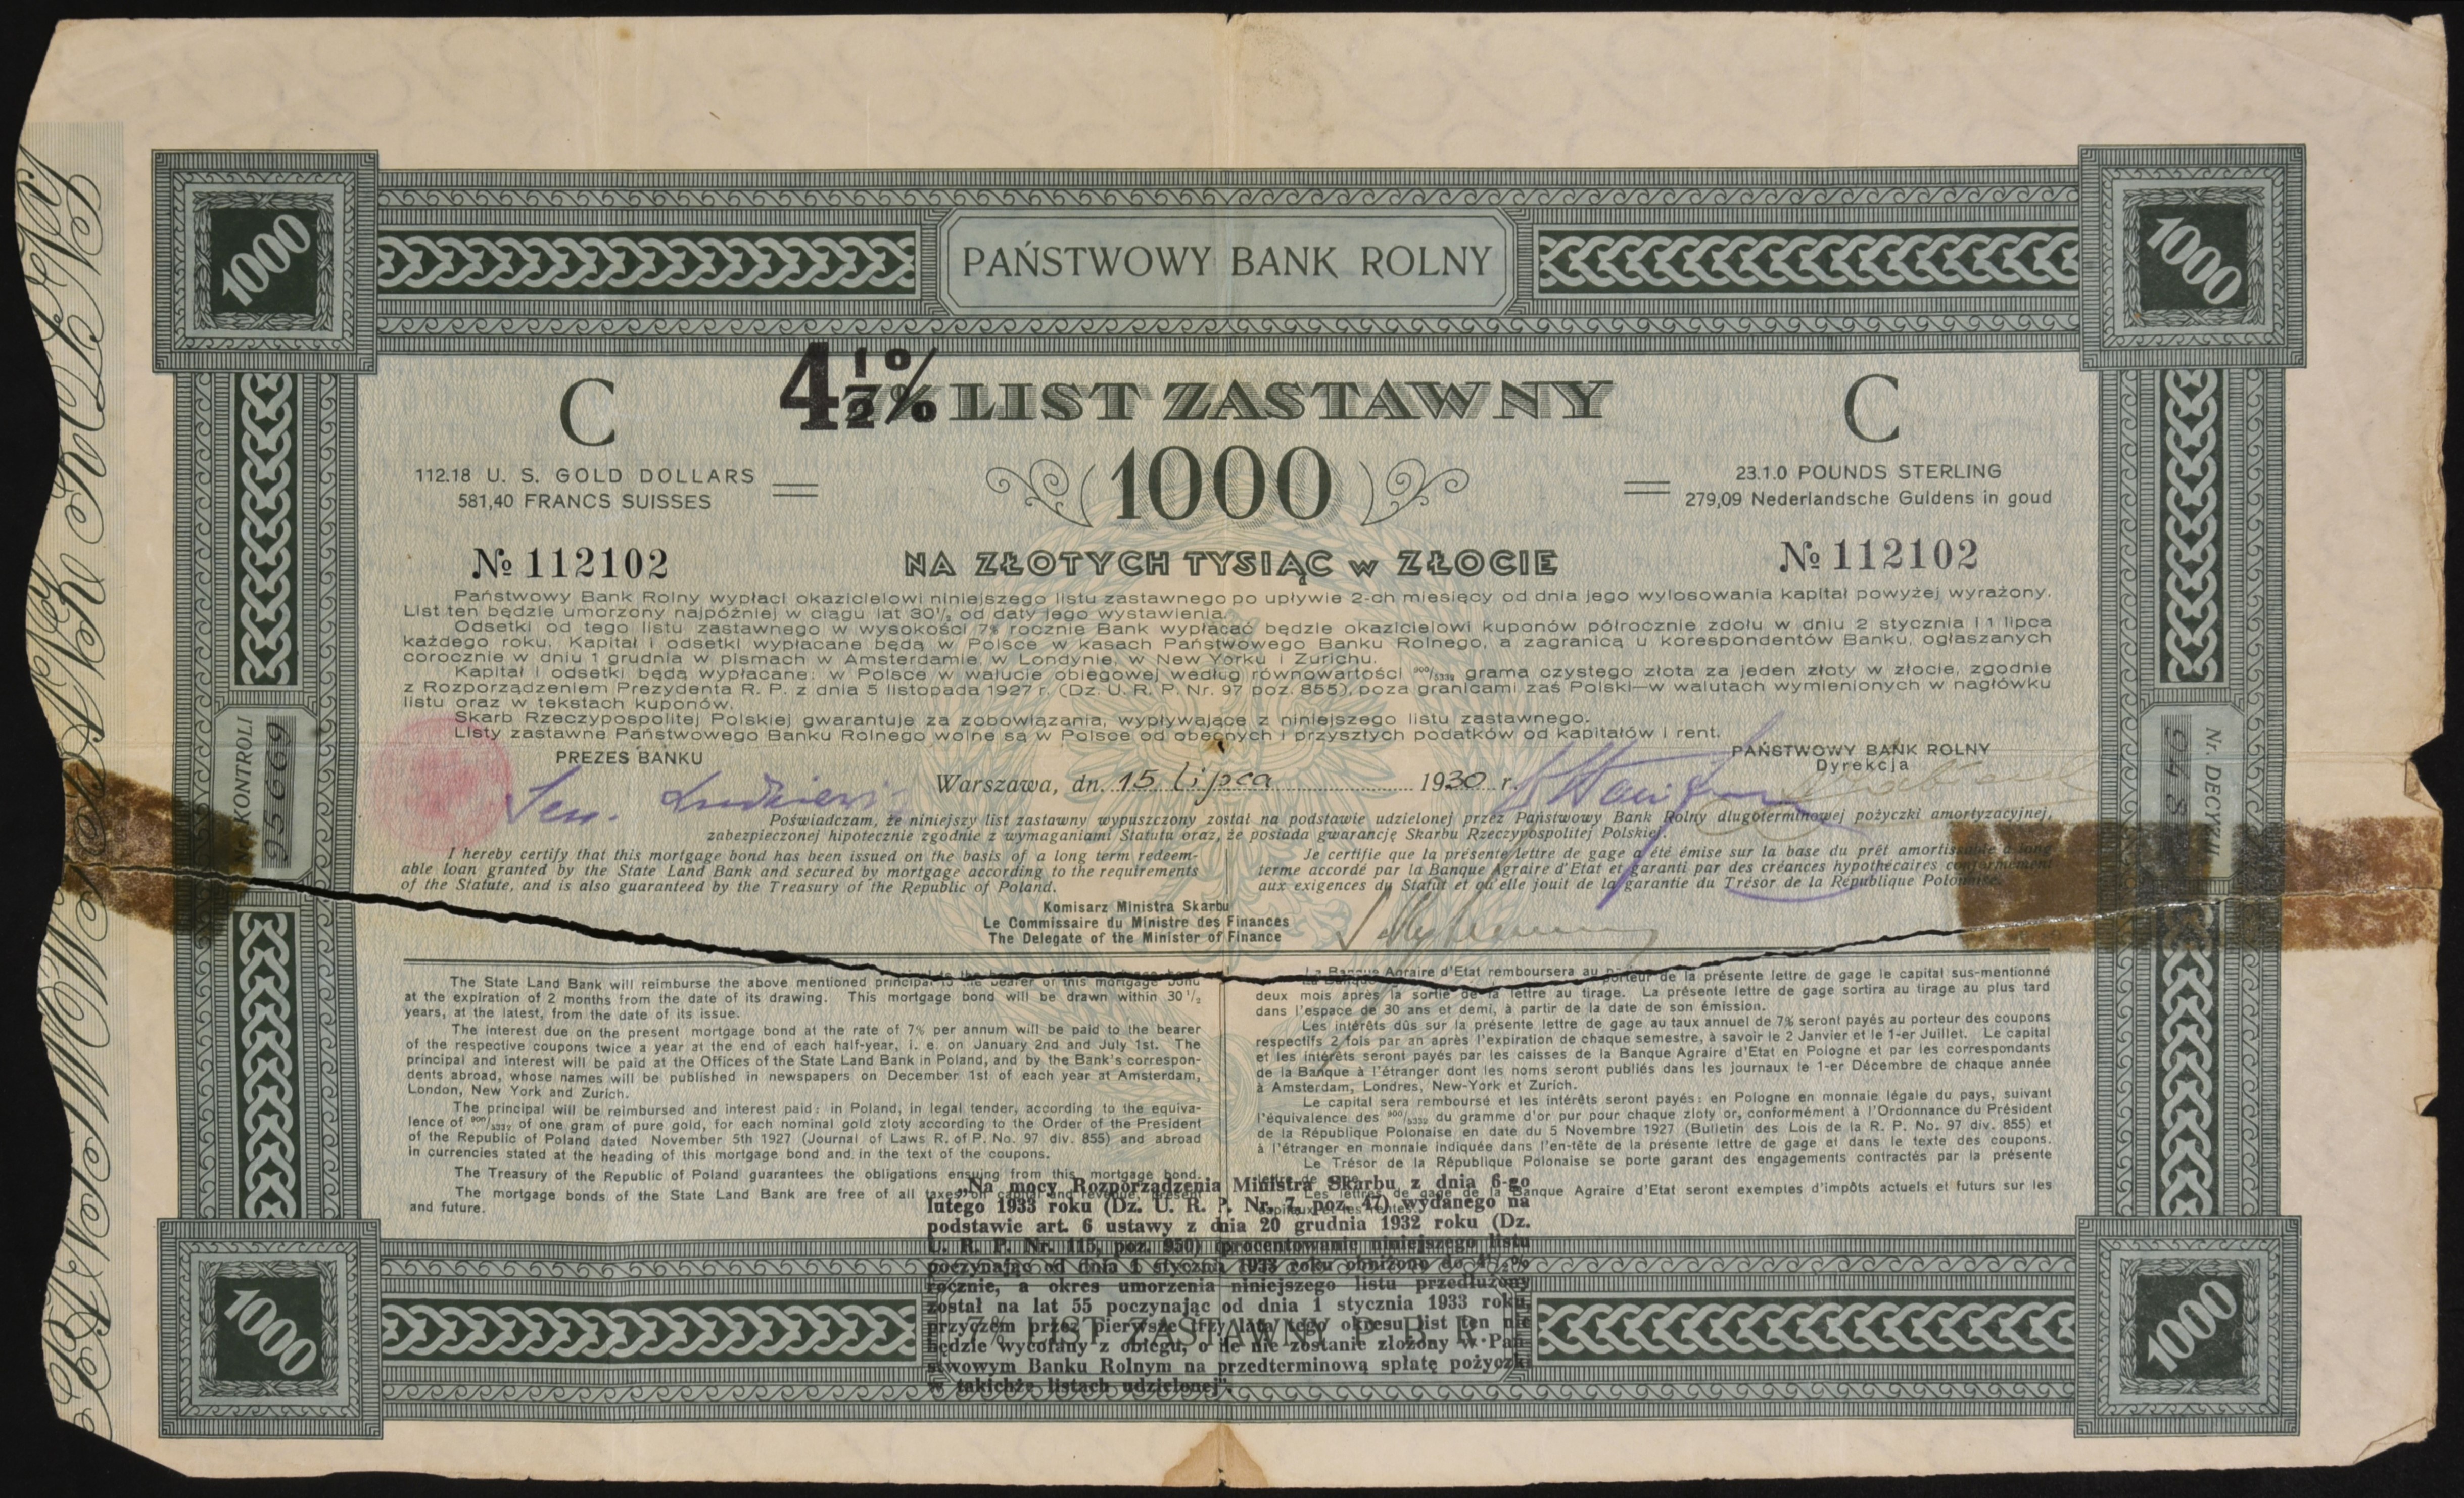 PAŃSTWOWY BANK ROLNY
1000
1000
4½% LIST ZASTAWNY
C
C
112.18 U. S. GOLD DOLLARS
581,40 FRANCS SUISSES
=
(1000)
=
23.1.0 POUNDS STERLING
279,09 Nederlandsche Guldens in goud
№ 112102
NA ZŁOTYCH TYSIĄC w ZŁOCIE
№ 112102
Państwowy Bank Rolny wypłaci okazicielowi niniejszego listu zastawnego po upływie 2-ch miesięcy od dnia jego wylosowania kapitał powyżej wyrażony.
List ten będzie umorzony najpóźniej w ciągu lat 30½ od daty jego wystawienia.
Odsetki od tego listu zastawnego w wysokości 7% rocznie Bank wypłacać będzie okazicielowi kuponów półrocznie zdołu w dniu 2 stycznia i 1 lipca
każdego roku. Kapitał i odsetki wypłacane będą w Polsce w kasach Państwowego Banku Rolnego, a zagranicą u korespondentów Banku, ogłaszanych
corocznie w dniu 1 grudnia w pismach w Amsterdamie, w Londynie, w New Yorku i Zurichu.
Kapitał i odsetki będą wypłacane: w Polsce w walucie obiegowej według równowartości 900/5332 grama czystego złota za jeden złoty w złocie, zgodnie
z Rozporządzeniem Prezydenta R. P. z dnia 5 listopada 1927 r. (Dz. U. R. P. Nr. 97 poz. 855), poza granicami zaś Polski—w walutach wymienionych w nagłówku
listu oraz w tekstach kuponów.
Skarb Rzeczypospolitej Polskiej gwarantuje za zobowiązania, wypływające z niniejszego listu zastawnego.
Listy zastawne Państwowego Banku Rolnego wolne są w Polsce od obecnych i przyszłych podatków od kapitałów i rent.
PREZES BANKU
PAŃSTWOWY BANK ROLNY
Dyrekcja
Warszawa, dn. 15 lipca 1930 r.
Nr. KONTROLI
95669
Nr. DECYZJI
Poświadczam, że niniejszy list zastawny wypuszczony został na podstawie udzielonej przez Państwowy Bank Rolny długoterminowej pożyczki amortyzacyjnej,
zabezpieczonej hipotecznie zgodnie z wymaganiami Statutu oraz, że posiada gwarancję Skarbu Rzeczypospolitej Polskiej.
I hereby certify that this mortgage bond has been issued on the basis of a long term redeem-
able loan granted by the State Land Bank and secured by mortgage according to the requirements
of the Statute, and is also guaranteed by the Treasury of the Republic of Poland.
Je certifie que la présente lettre de gage a été émise sur la base du prêt amortissable à long
terme accordé par la Banque Agraire d'Etat et garanti par des créances hypothécaires conformément
aux exigences du Statut et qu'elle jouit de la garantie du Trésor de la République Polonaise.
Komisarz Ministra Skarbu
Le Commissaire du Ministre des Finances
The Delegate of the Minister of Finance
The State Land Bank will reimburse the above mentioned principal to the bearer of this mortgage bond
at the expiration of 2 months from the date of its drawing. This mortgage bond will be drawn within 30½
years, at the latest, from the date of its issue.
The interest due on the present mortgage bond at the rate of 7% per annum will be paid to the bearer
of the respective coupons twice a year at the end of each half-year, i. e. on January 2nd and July 1st. The
principal and interest will be paid at the Offices of the State Land Bank in Poland, and by the Bank's correspon-
dents abroad, whose names will be published in newspapers on December 1st of each year at Amsterdam,
London, New York and Zurich.
The principal will be reimbursed and interest paid: in Poland, in legal tender, according to the equiva-
lence of 900/5332 of one gram of pure gold, for each nominal gold zloty according to the Order of the President
of the Republic of Poland dated November 5th 1927 (Journal of Laws R. of P. No. 97 div. 855) and abroad
in currencies stated at the heading of this mortgage bond and in the text of the coupons.
The Treasury of the Republic of Poland guarantees the obligations ensuing from this mortgage bond.
The mortgage bonds of the State Land Bank are free of all taxes on capital and revenue, present
and future.
La Banque Agraire d'Etat remboursera au porteur de la présente lettre de gage le capital sus-mentionné
deux mois après la sortie de la lettre au tirage. La présente lettre de gage sortira au tirage au plus tard
dans l'espace de 30 ans et demi, à partir de la date de son émission.
Les intérêts dûs sur la présente lettre de gage au taux annuel de 7% seront payés au porteur des coupons
respectifs 2 fois par an après l'expiration de chaque semestre, à savoir le 2 Janvier et le 1-er Juillet. Le capital
et les intérêts seront payés par les caisses de la Banque Agraire d'Etat en Pologne et par les correspondants
de la Banque à l'étranger dont les noms seront publiés dans les journaux le 1-er Décembre de chaque année
à Amsterdam, Londres, New-York et Zurich.
Le capital sera remboursé et les intérêts seront payés: en Pologne en monnaie légale du pays, suivant
l'équivalence des 900/5332 du gramme d'or pur pour chaque zloty or, conformément à l'Ordonnance du Président
de la République Polonaise en date du 5 Novembre 1927 (Bulletin des Lois de la R. P. No. 97 div. 855) et
à l'étranger en monnaie indiquée dans l'en-tête de la présente lettre de gage et dans le texte des coupons.
Le Trésor de la République Polonaise se porte garant des engagements contractés par la présente
lettre de gage.
Les lettres de gage de la Banque Agraire d'Etat seront exemptes d'impôts actuels et futurs sur les
capitaux et les rentes.
„Na mocy Rozporządzenia Ministra Skarbu z dnia 6-go
lutego 1933 roku (Dz. U. R. P. Nr. 7, poz. 47) wydanego na
podstawie art. 6 ustawy z dnia 20 grudnia 1932 roku (Dz.
U. R. P. Nr. 115, poz. 950) oprocentowanie niniejszego listu
poczynając od dnia 1 stycznia 1933 roku obniżono do 4½%
rocznie, a okres umorzenia niniejszego listu przedłużony
został na lat 55 poczynając od dnia 1 stycznia 1933 roku,
przyczem przez pierwsze trzy lata tego okresu list ten nie
będzie wycofany z obiegu, o ile nie zostanie złożony w Pań-
stwowym Banku Rolnym na przedterminową spłatę pożyczki
w takichże listach udzielonej".
7% LIST ZASTAWNY P. B. R.
1000
1000